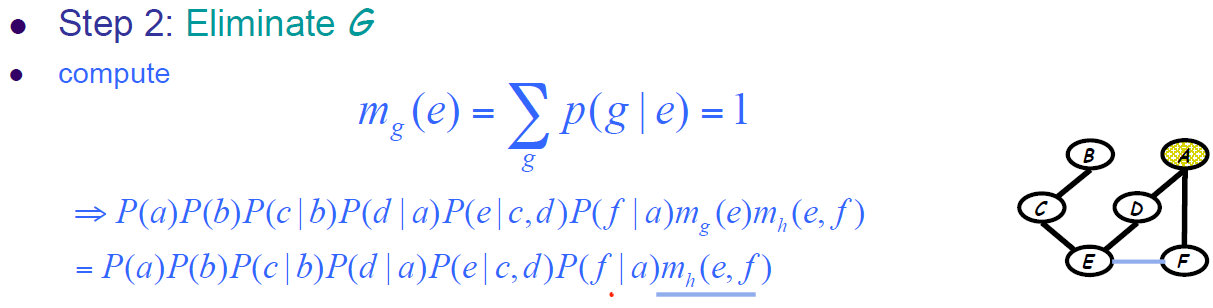 Step 2: Eliminate G
compute
m_g(e) = ∑_g p(g | e) = 1
⇒ P(a)P(b)P(c | b)P(d | a)P(e | c, d)P(f | a)m_g(e)m_h(e, f)
= P(a)P(b)P(c | b)P(d | a)P(e | c, d)P(f | a)m_h(e, f)
B A
C D
E F